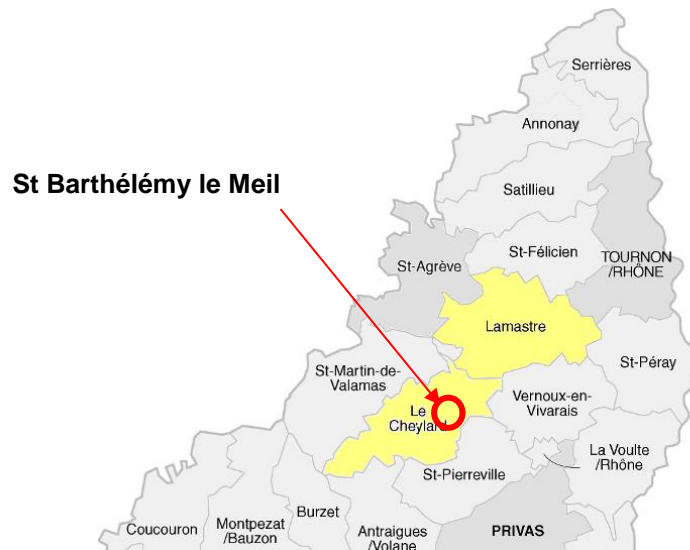 Serrières
Annonay
St Barthélémy le Meil
Satillieu
St-Félicien
TOURNON
/RHÔNE
St-Agrève
Lamastre
St-Péray
St-Martin-de-
Valamas
Vernoux-en-
Vivarais
Le
Cheylard
La Voulte
/Rhône
St-Pierreville
Burzet
Coucouron
Montpezat
/Bauzon
Antraigues
/Volane
PRIVAS